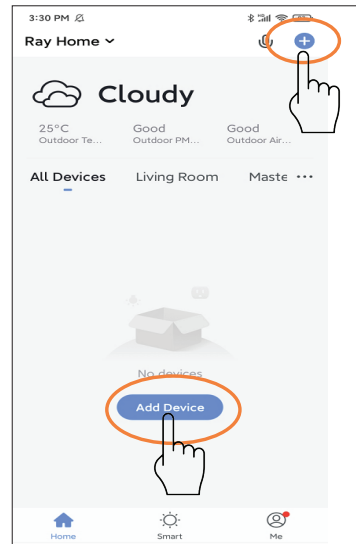 3:30 PM
Ray Home
Cloudy
25°C Good Good
Outdoor Te... Outdoor PM... Outdoor Air...
All Devices Living Room Maste ...
No devices
Add Device
Home Smart Me